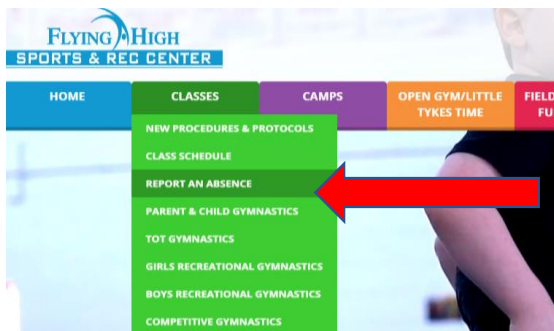 FLYING HIGH
SPORTS & REC CENTER
HOME
CLASSES
CAMPS
OPEN GYM/LITTLE
TYKES TIME
FIELD
FU
NEW PROCEDURES & PROTOCOLS
CLASS SCHEDULE
REPORT AN ABSENCE
PARENT & CHILD GYMNASTICS
TOT GYMNASTICS
GIRLS RECREATIONAL GYMNASTICS
BOYS RECREATIONAL GYMNASTICS
COMPETITIVE GYMNASTICS